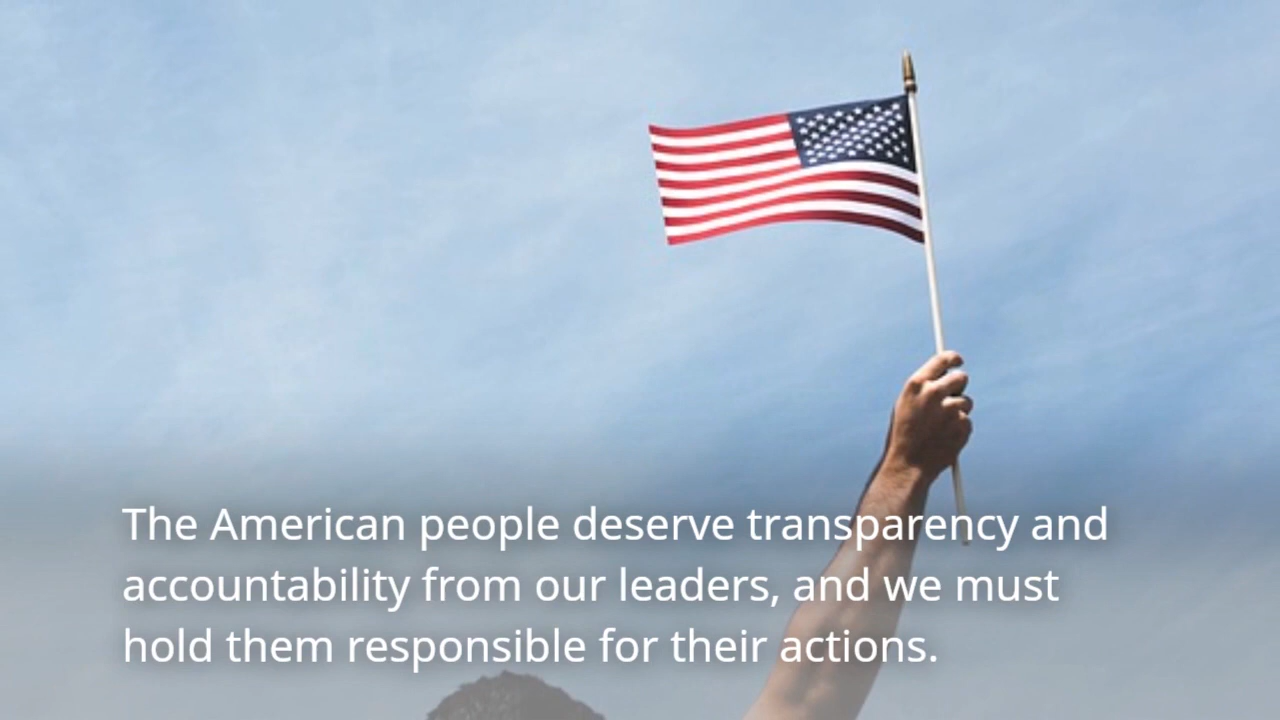 The American people deserve transparency and
accountability from our leaders, and we must
hold them responsible for their actions.